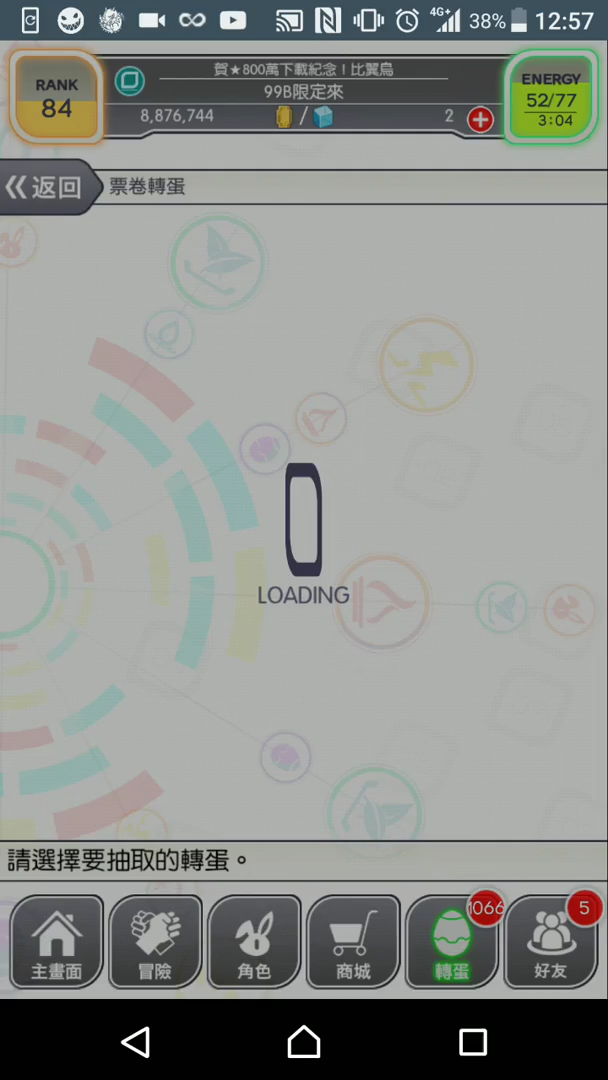 4G+ 38% 12:57
RANK
84
賀★800萬下載紀念！比翼鳥
99B限定來
8,876,744 / 2
ENERGY
52/77
3:04
返回
票卷轉蛋
LOADING
請選擇要抽取的轉蛋。
主畫面
冒險
角色
商城
1066
轉蛋
5
好友